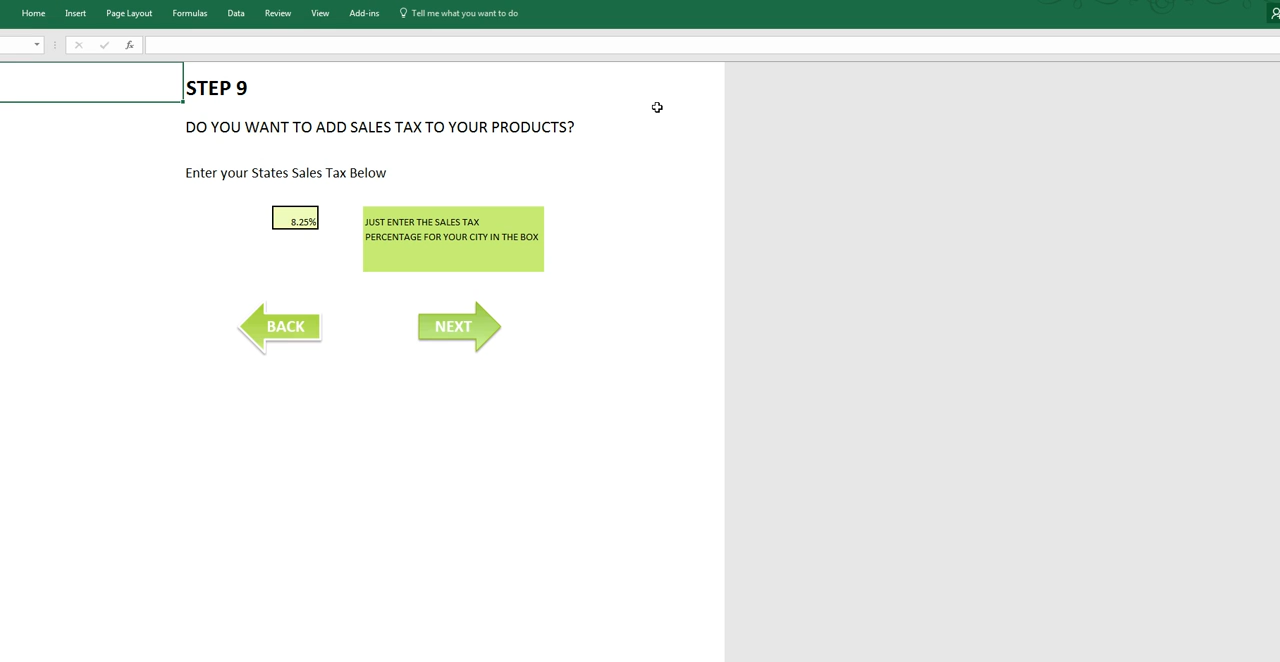 Home Insert Page Layout Formulas Data Review View Add-ins Tell me what you want to do
fx
STEP 9
DO YOU WANT TO ADD SALES TAX TO YOUR PRODUCTS?
Enter your States Sales Tax Below
8.25%
JUST ENTER THE SALES TAX
PERCENTAGE FOR YOUR CITY IN THE BOX
BACK NEXT